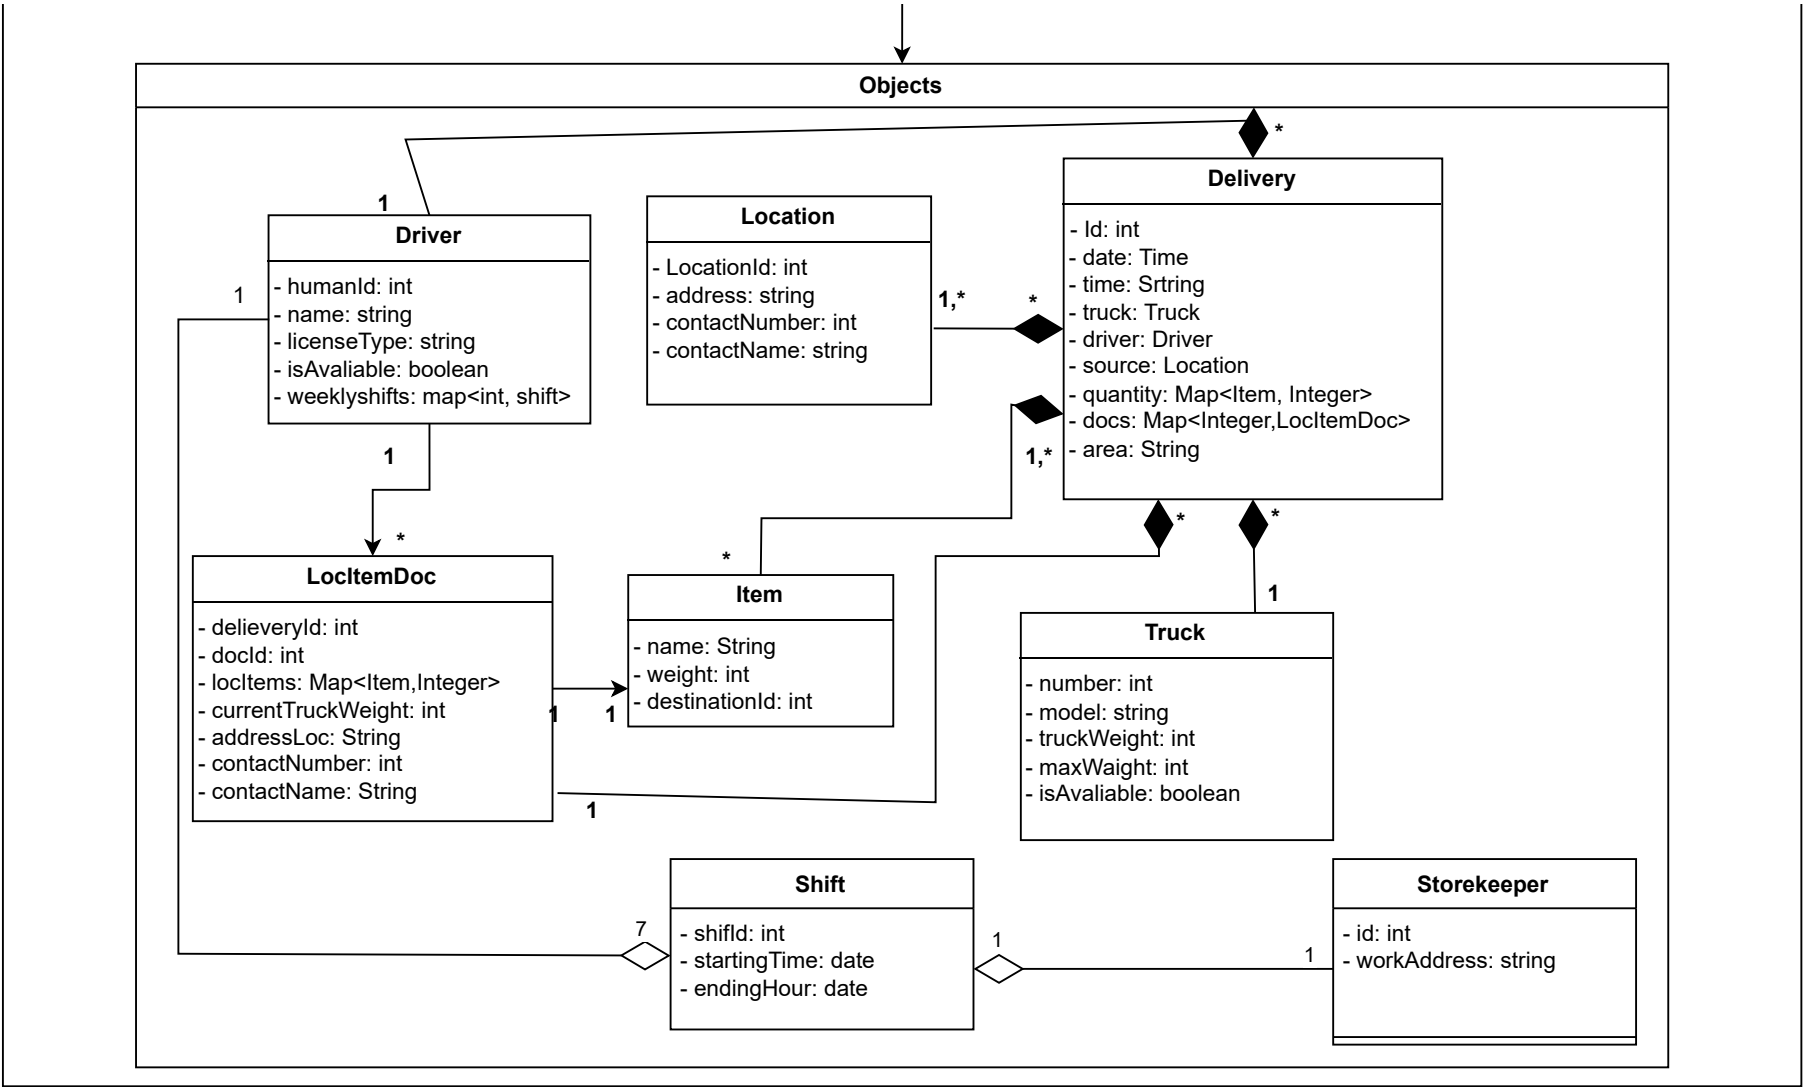 Objects
*
1
Driver
- humanId: int
- name: string
- licenseType: string
- isAvaliable: boolean
- weeklyshifts: map<int, shift>
1
1
*
Location
- LocationId: int
- address: string
- contactNumber: int
- contactName: string
1,*
*
Delivery
- Id: int
- date: Time
- time: Srtring
- truck: Truck
- driver: Driver
- source: Location
- quantity: Map<Item, Integer>
- docs: Map<Integer,LocItemDoc>
- area: String
1,*
*
*
*
1
LocItemDoc
- delieveryId: int
- docId: int
- locItems: Map<Item,Integer>
- currentTruckWeight: int
- addressLoc: String
- contactNumber: int
- contactName: String
1
1
1
Item
- name: String
- weight: int
- destinationId: int
Truck
- number: int
- model: string
- truckWeight: int
- maxWaight: int
- isAvaliable: boolean
7
Shift
- shifId: int
- startingTime: date
- endingHour: date
1
1
Storekeeper
- id: int
- workAddress: string